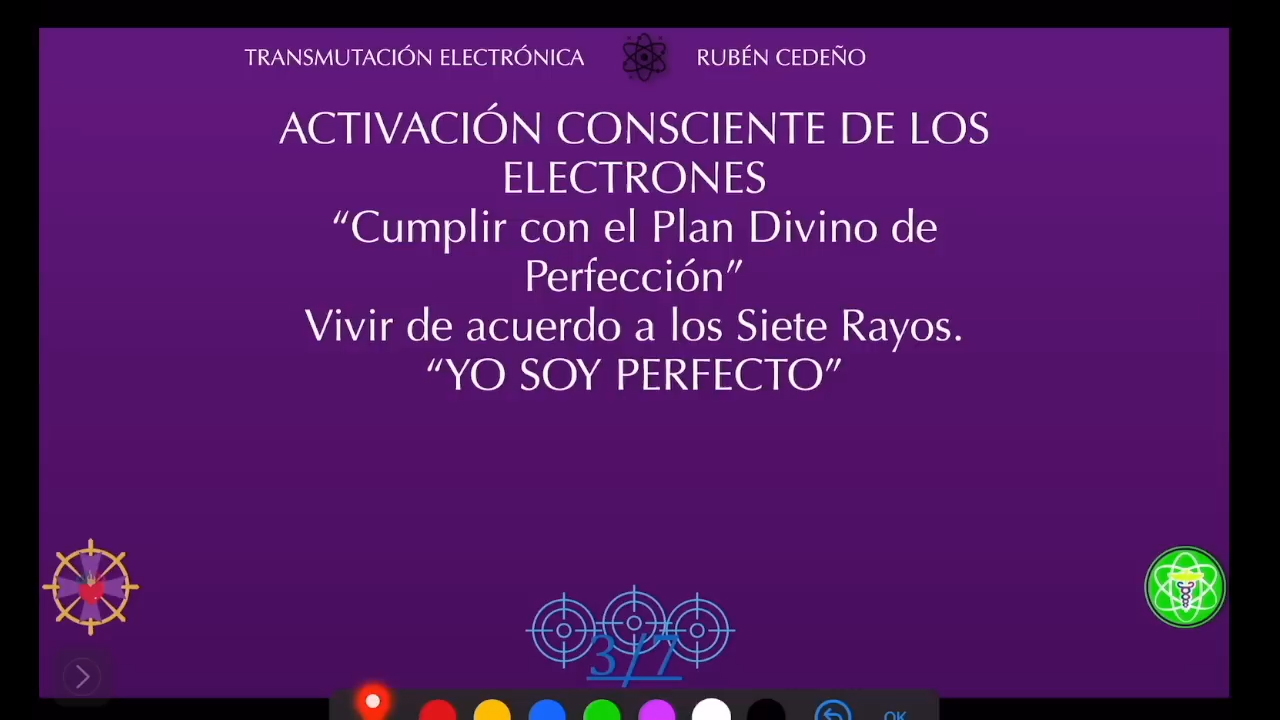 TRANSMUTACIÓN ELECTRÓNICA RUBÉN CEDEÑO
ACTIVACIÓN CONSCIENTE DE LOS
ELECTRONES
“Cumplir con el Plan Divino de
Perfección”
Vivir de acuerdo a los Siete Rayos.
“YO SOY PERFECTO”
3/7
OK